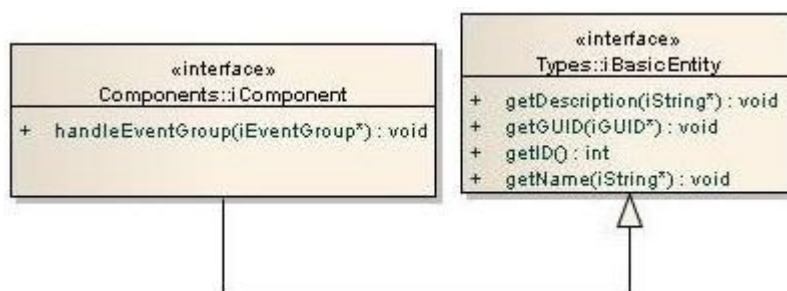 «interface»
Components::iComponent
+ handleEventGroup(iEventGroup*) : void
«interface»
Types::iBasicEntity
+ getDescription(iString*) : void
+ getGUID(iGUID*) : void
+ getID() : int
+ getName(iString*) : void